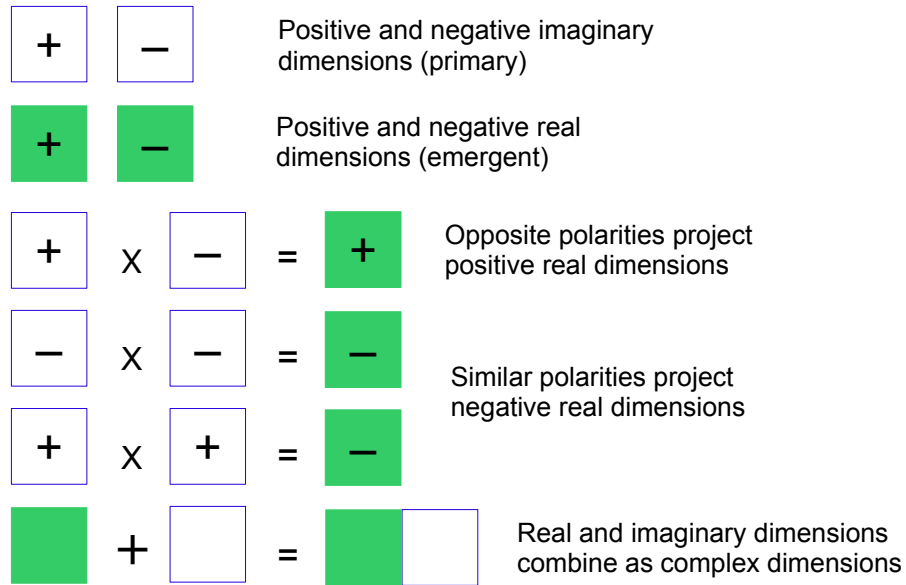 + – Positive and negative imaginary
dimensions (primary)
+ – Positive and negative real
dimensions (emergent)
+ X – = + Opposite polarities project
positive real dimensions
– X – = –
Similar polarities project
negative real dimensions
+ X + = –
+ = Real and imaginary dimensions
combine as complex dimensions